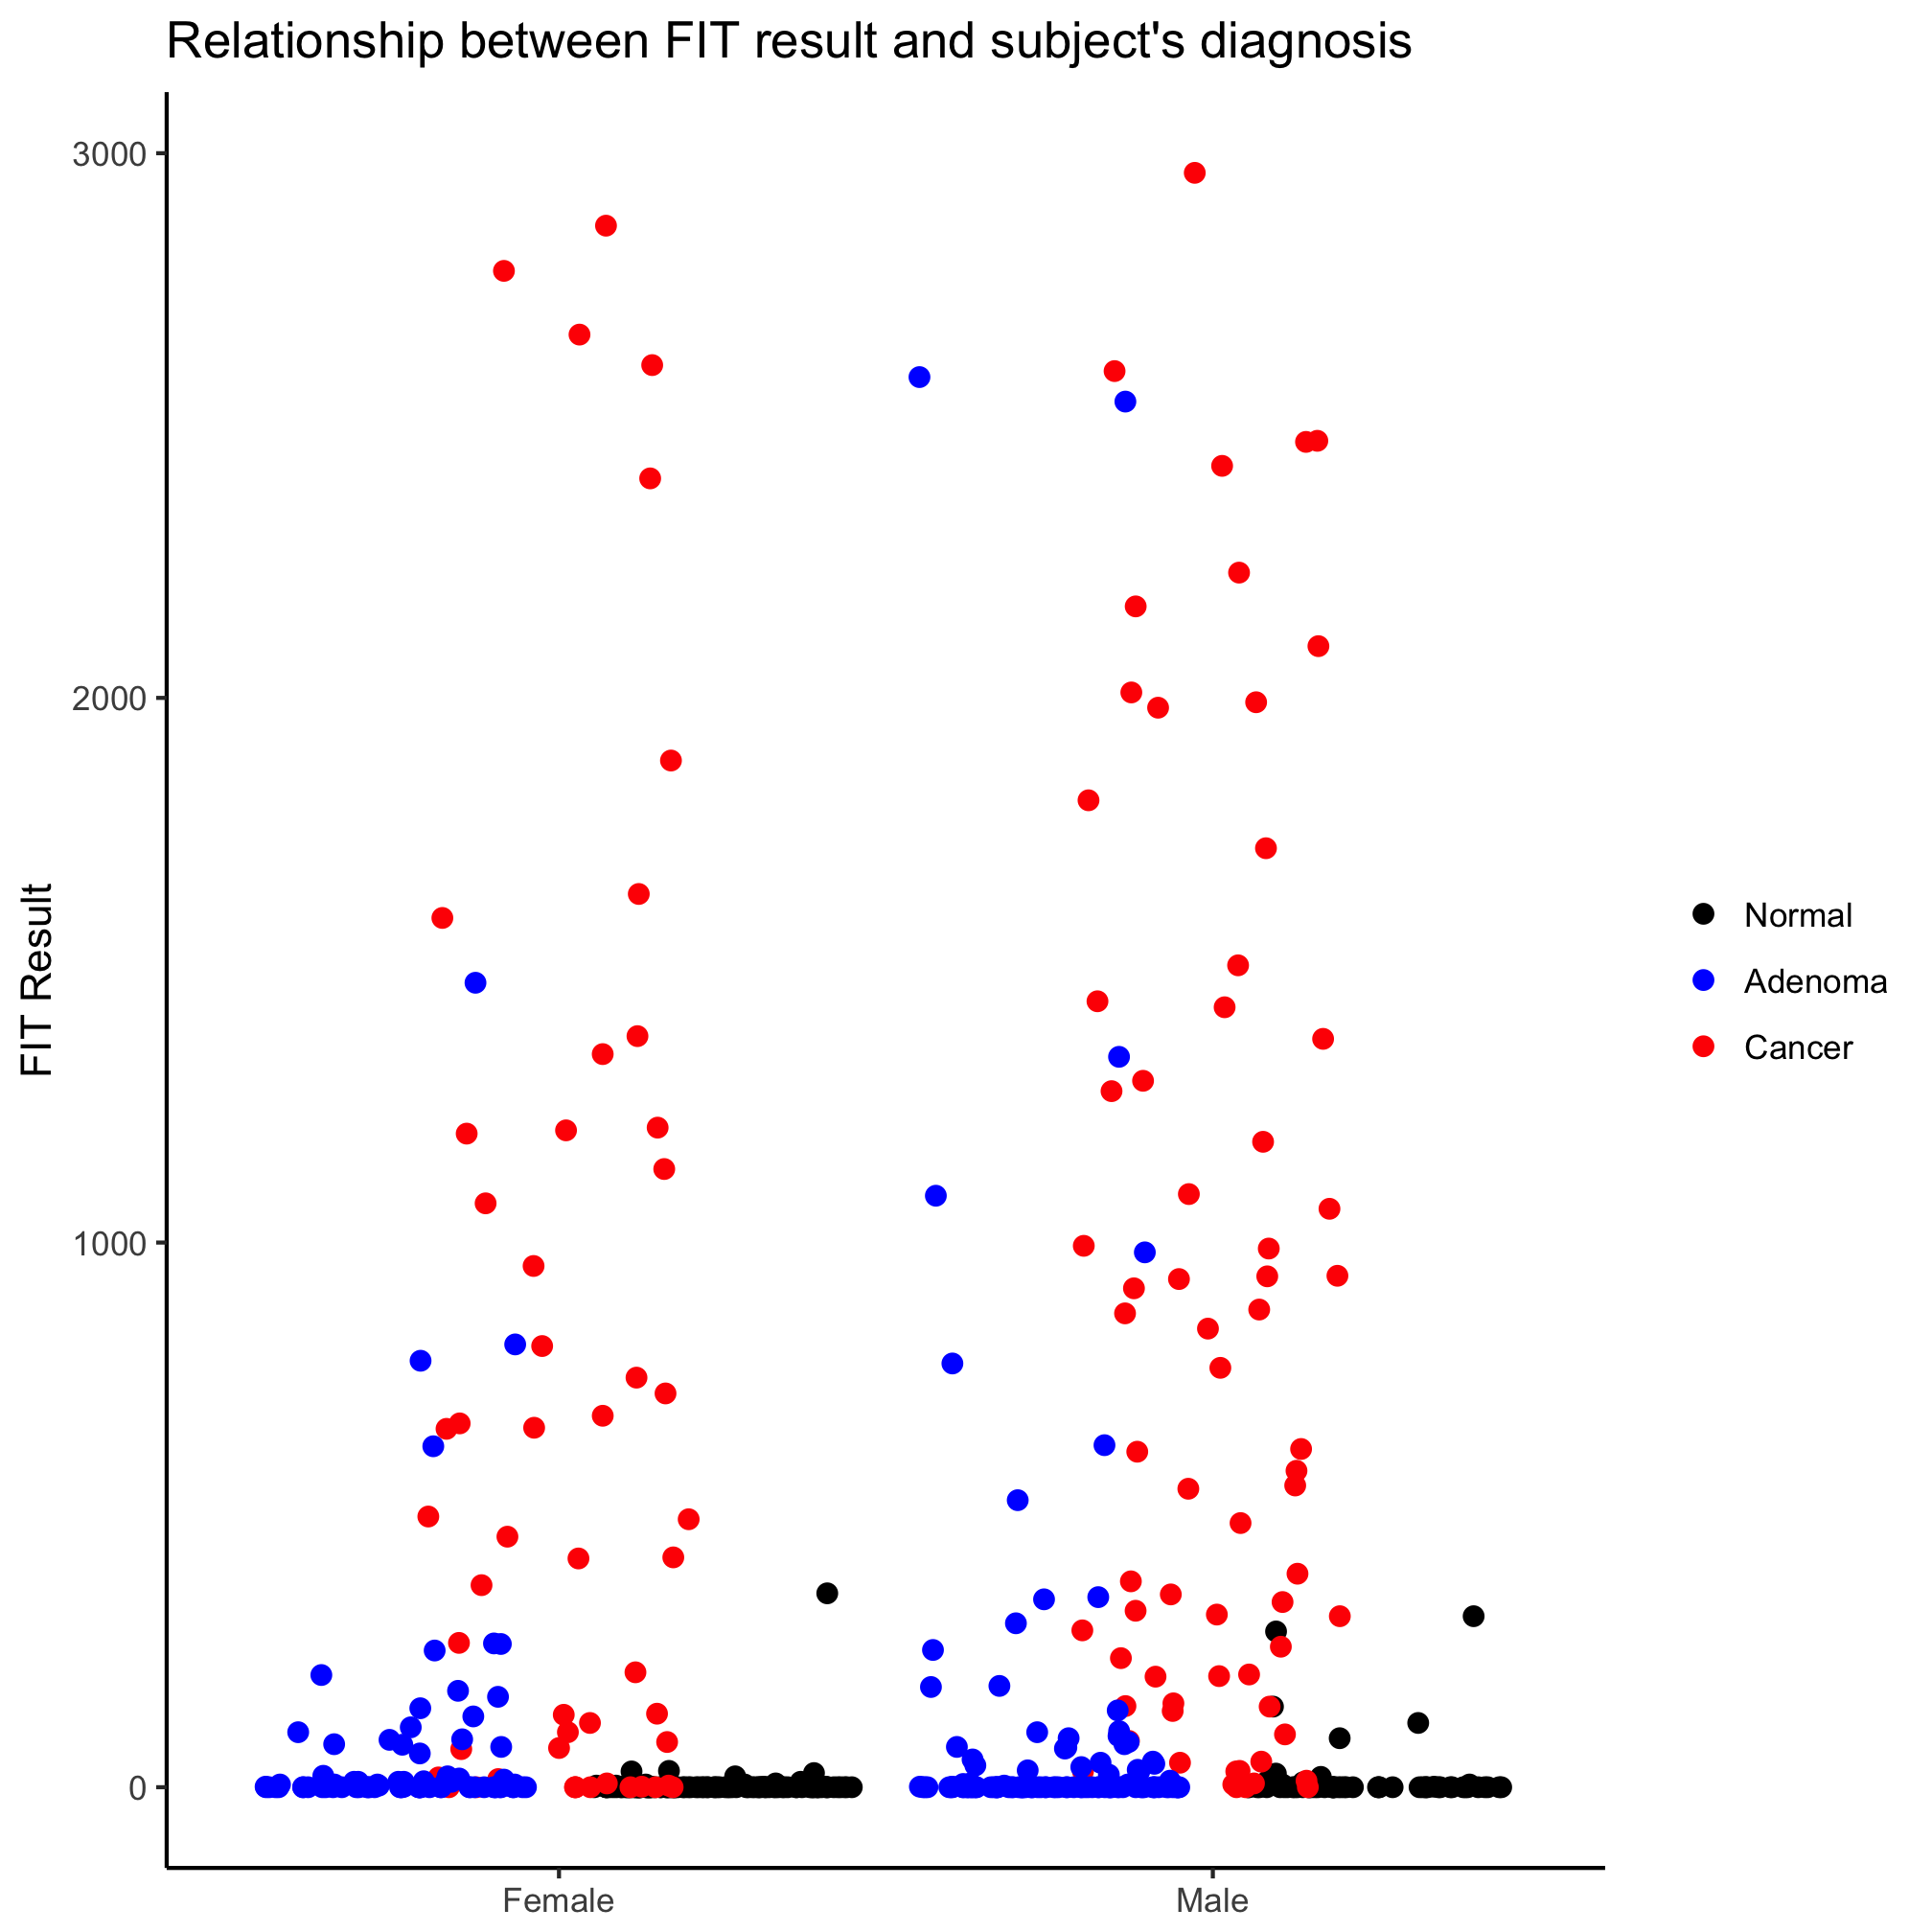 Relationship between FIT result and subject's diagnosis
3000
2000
1000
0
FIT Result
Female
Male
Normal
Adenoma
Cancer